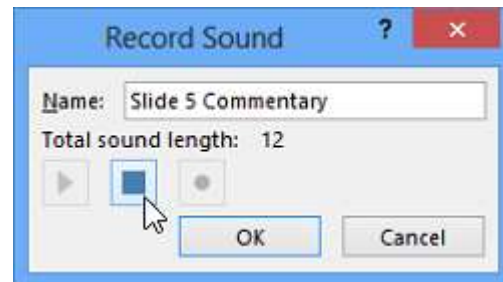 Record Sound ?
Name: Slide 5 Commentary
Total sound length: 12
OK Cancel